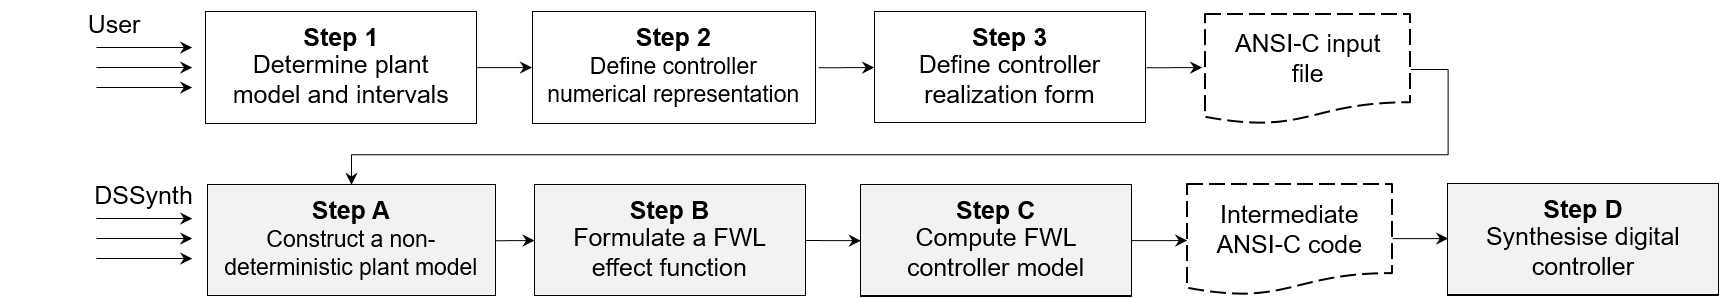 User
Step 1
Determine plant
model and intervals
Step 2
Define controller
numerical representation
Step 3
Define controller
realization form
ANSI-C input
file
DSSynth
Step A
Construct a non-
deterministic plant model
Step B
Formulate a FWL
effect function
Step C
Compute FWL
controller model
Intermediate
ANSI-C code
Step D
Synthesise digital
controller